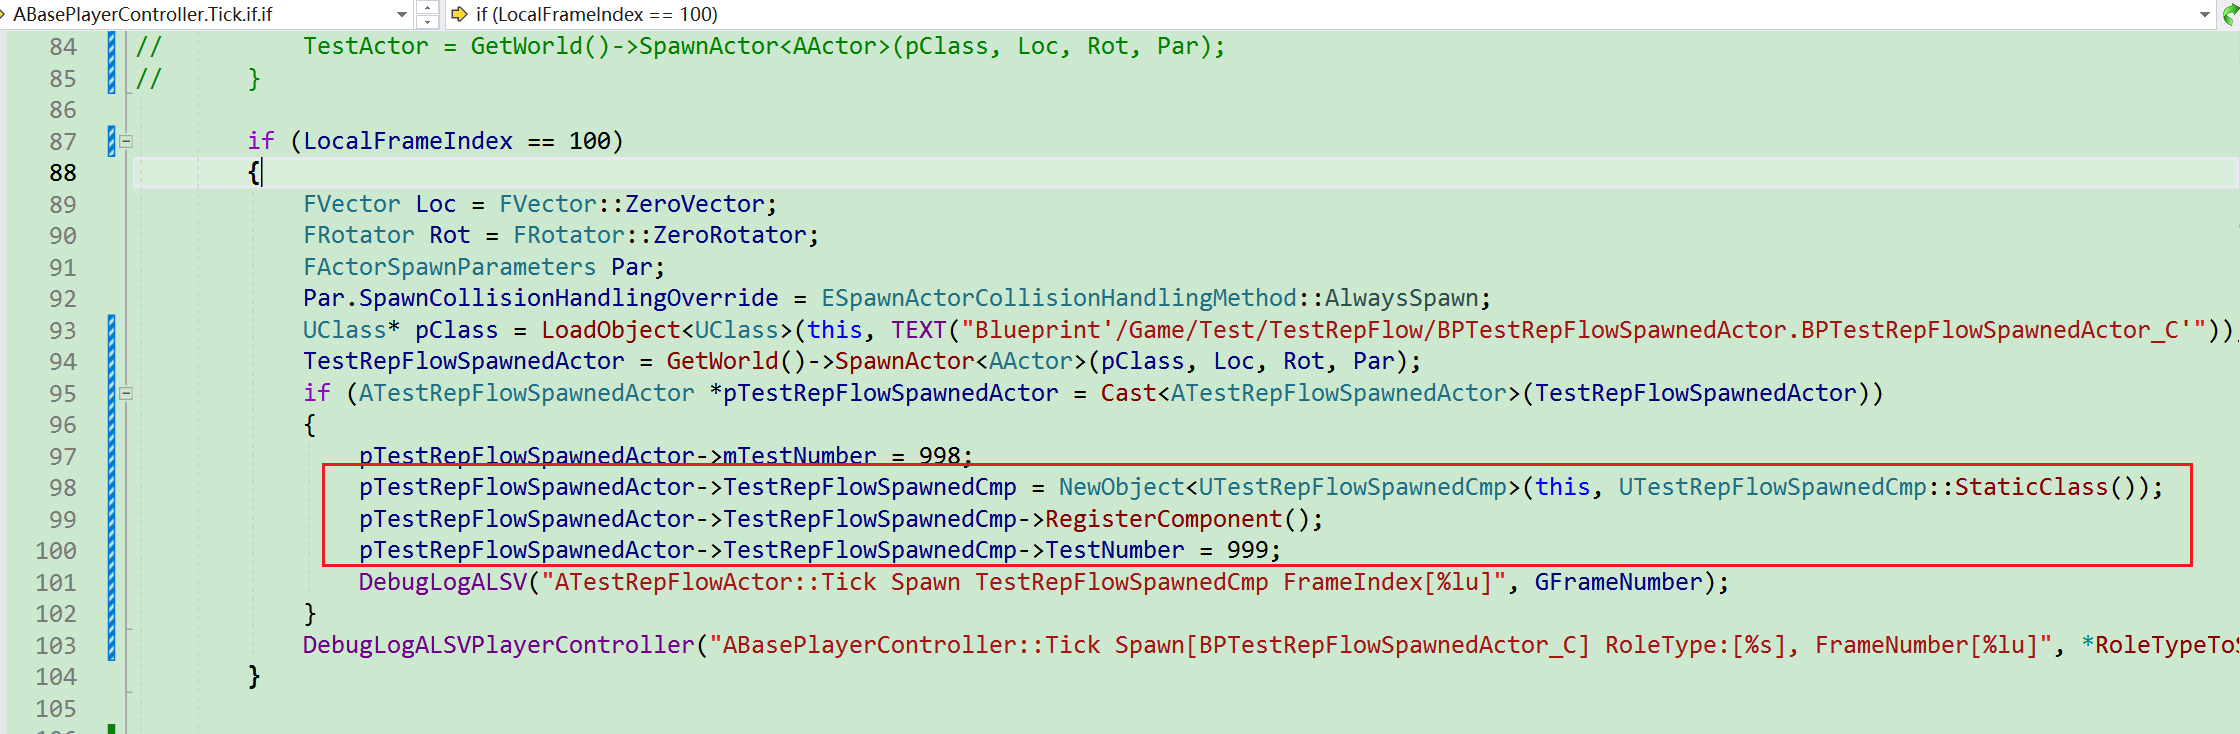 ABasePlayerController.Tick.if.if
if (LocalFrameIndex == 100)
84 // TestActor = GetWorld()->SpawnActor<AActor>(pClass, Loc, Rot, Par);
85 // }
86
87 if (LocalFrameIndex == 100)
88 {
89 FVector Loc = FVector::ZeroVector;
90 FRotator Rot = FRotator::ZeroRotator;
91 FActorSpawnParameters Par;
92 Par.SpawnCollisionHandlingOverride = ESpawnActorCollisionHandlingMethod::AlwaysSpawn;
93 UClass* pClass = LoadObject<UClass>(this, TEXT("Blueprint'/Game/Test/TestRepFlow/BPTestRepFlowSpawnedActor.BPTestRepFlowSpawnedActor_C'"));
94 TestRepFlowSpawnedActor = GetWorld()->SpawnActor<AActor>(pClass, Loc, Rot, Par);
95 if (ATestRepFlowSpawnedActor *pTestRepFlowSpawnedActor = Cast<ATestRepFlowSpawnedActor>(TestRepFlowSpawnedActor))
96 {
97 pTestRepFlowSpawnedActor->mTestNumber = 998;
98 pTestRepFlowSpawnedActor->TestRepFlowSpawnedCmp = NewObject<UTestRepFlowSpawnedCmp>(this, UTestRepFlowSpawnedCmp::StaticClass());
99 pTestRepFlowSpawnedActor->TestRepFlowSpawnedCmp->RegisterComponent();
100 pTestRepFlowSpawnedActor->TestRepFlowSpawnedCmp->TestNumber = 999;
101 DebugLogALSV("ATestRepFlowActor::Tick Spawn TestRepFlowSpawnedCmp FrameIndex[%lu]", GFrameNumber);
102 }
103 DebugLogALSVPlayerController("ABasePlayerController::Tick Spawn[BPTestRepFlowSpawnedActor_C] RoleType:[%s], FrameNumber[%lu]", *RoleTypeTo
104 }
105